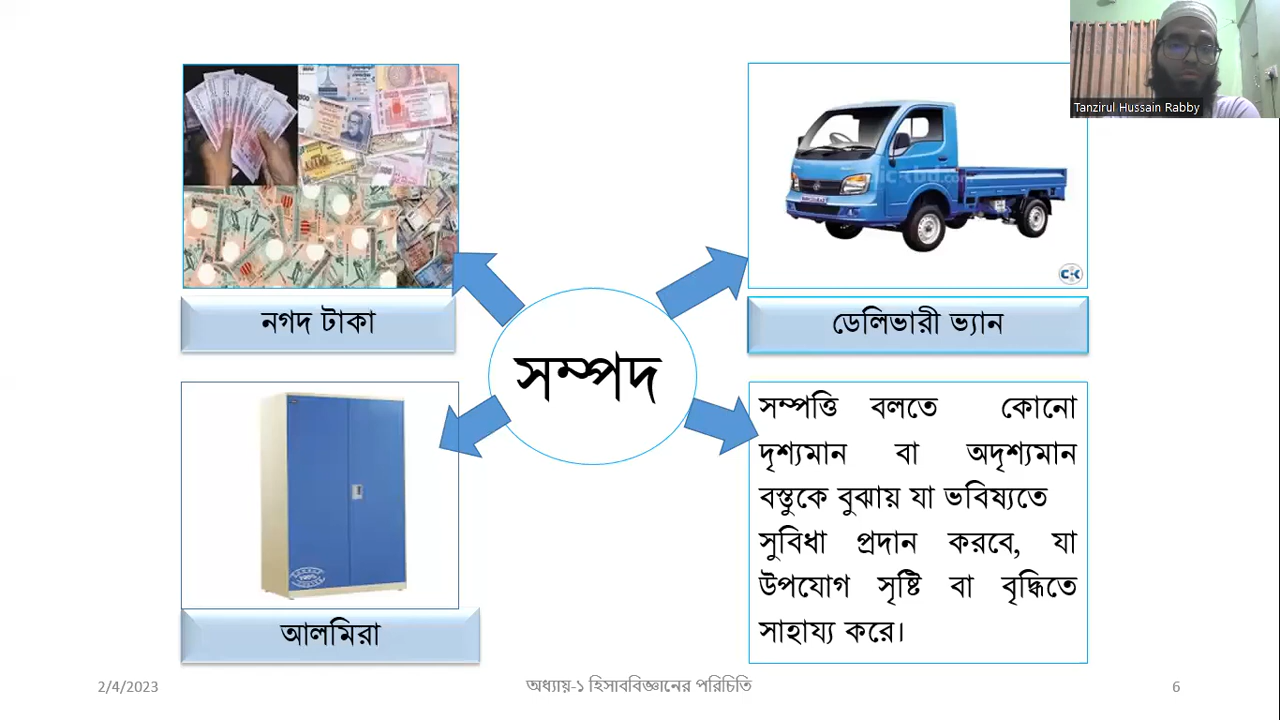 Tanzirul Hussain Rabby
নগদ টাকা
ডেলিভারী ভ্যান
সম্পদ
আলমিরা
সম্পত্তি বলতে কোনো
দৃশ্যমান বা অদৃশ্যমান
বস্তুকে বুঝায় যা ভবিষ্যতে
সুবিধা প্রদান করবে, যা
উপযোগ সৃষ্টি বা বৃদ্ধিতে
সাহায্য করে।
2/4/2023
অধ্যায়-১ হিসাববিজ্ঞানের পরিচিতি
6